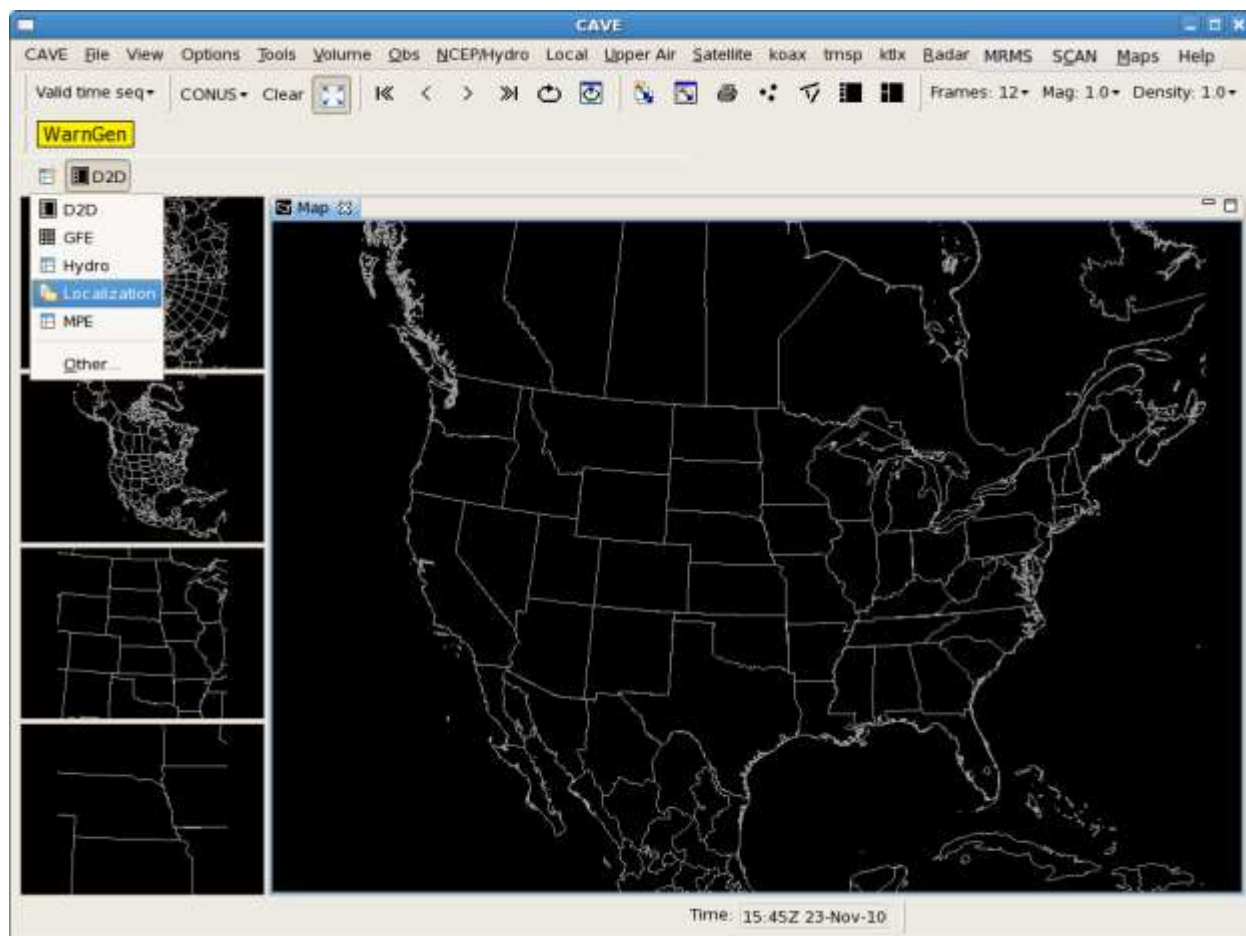 CAVE
CAVE File View Options Tools Volume Obs NCEP/Hydro Local Upper Air Satellite koax tmsp ktlx Radar MRMS SCAN Maps Help
Valid time seq CONUS Clear Frames: 12 Mag: 1.0 Density: 1.0
WarnGen
D2D
D2D
Map
GFE
Hydro
Localization
MPE
Other...
Time: 15:45Z 23-Nov-10